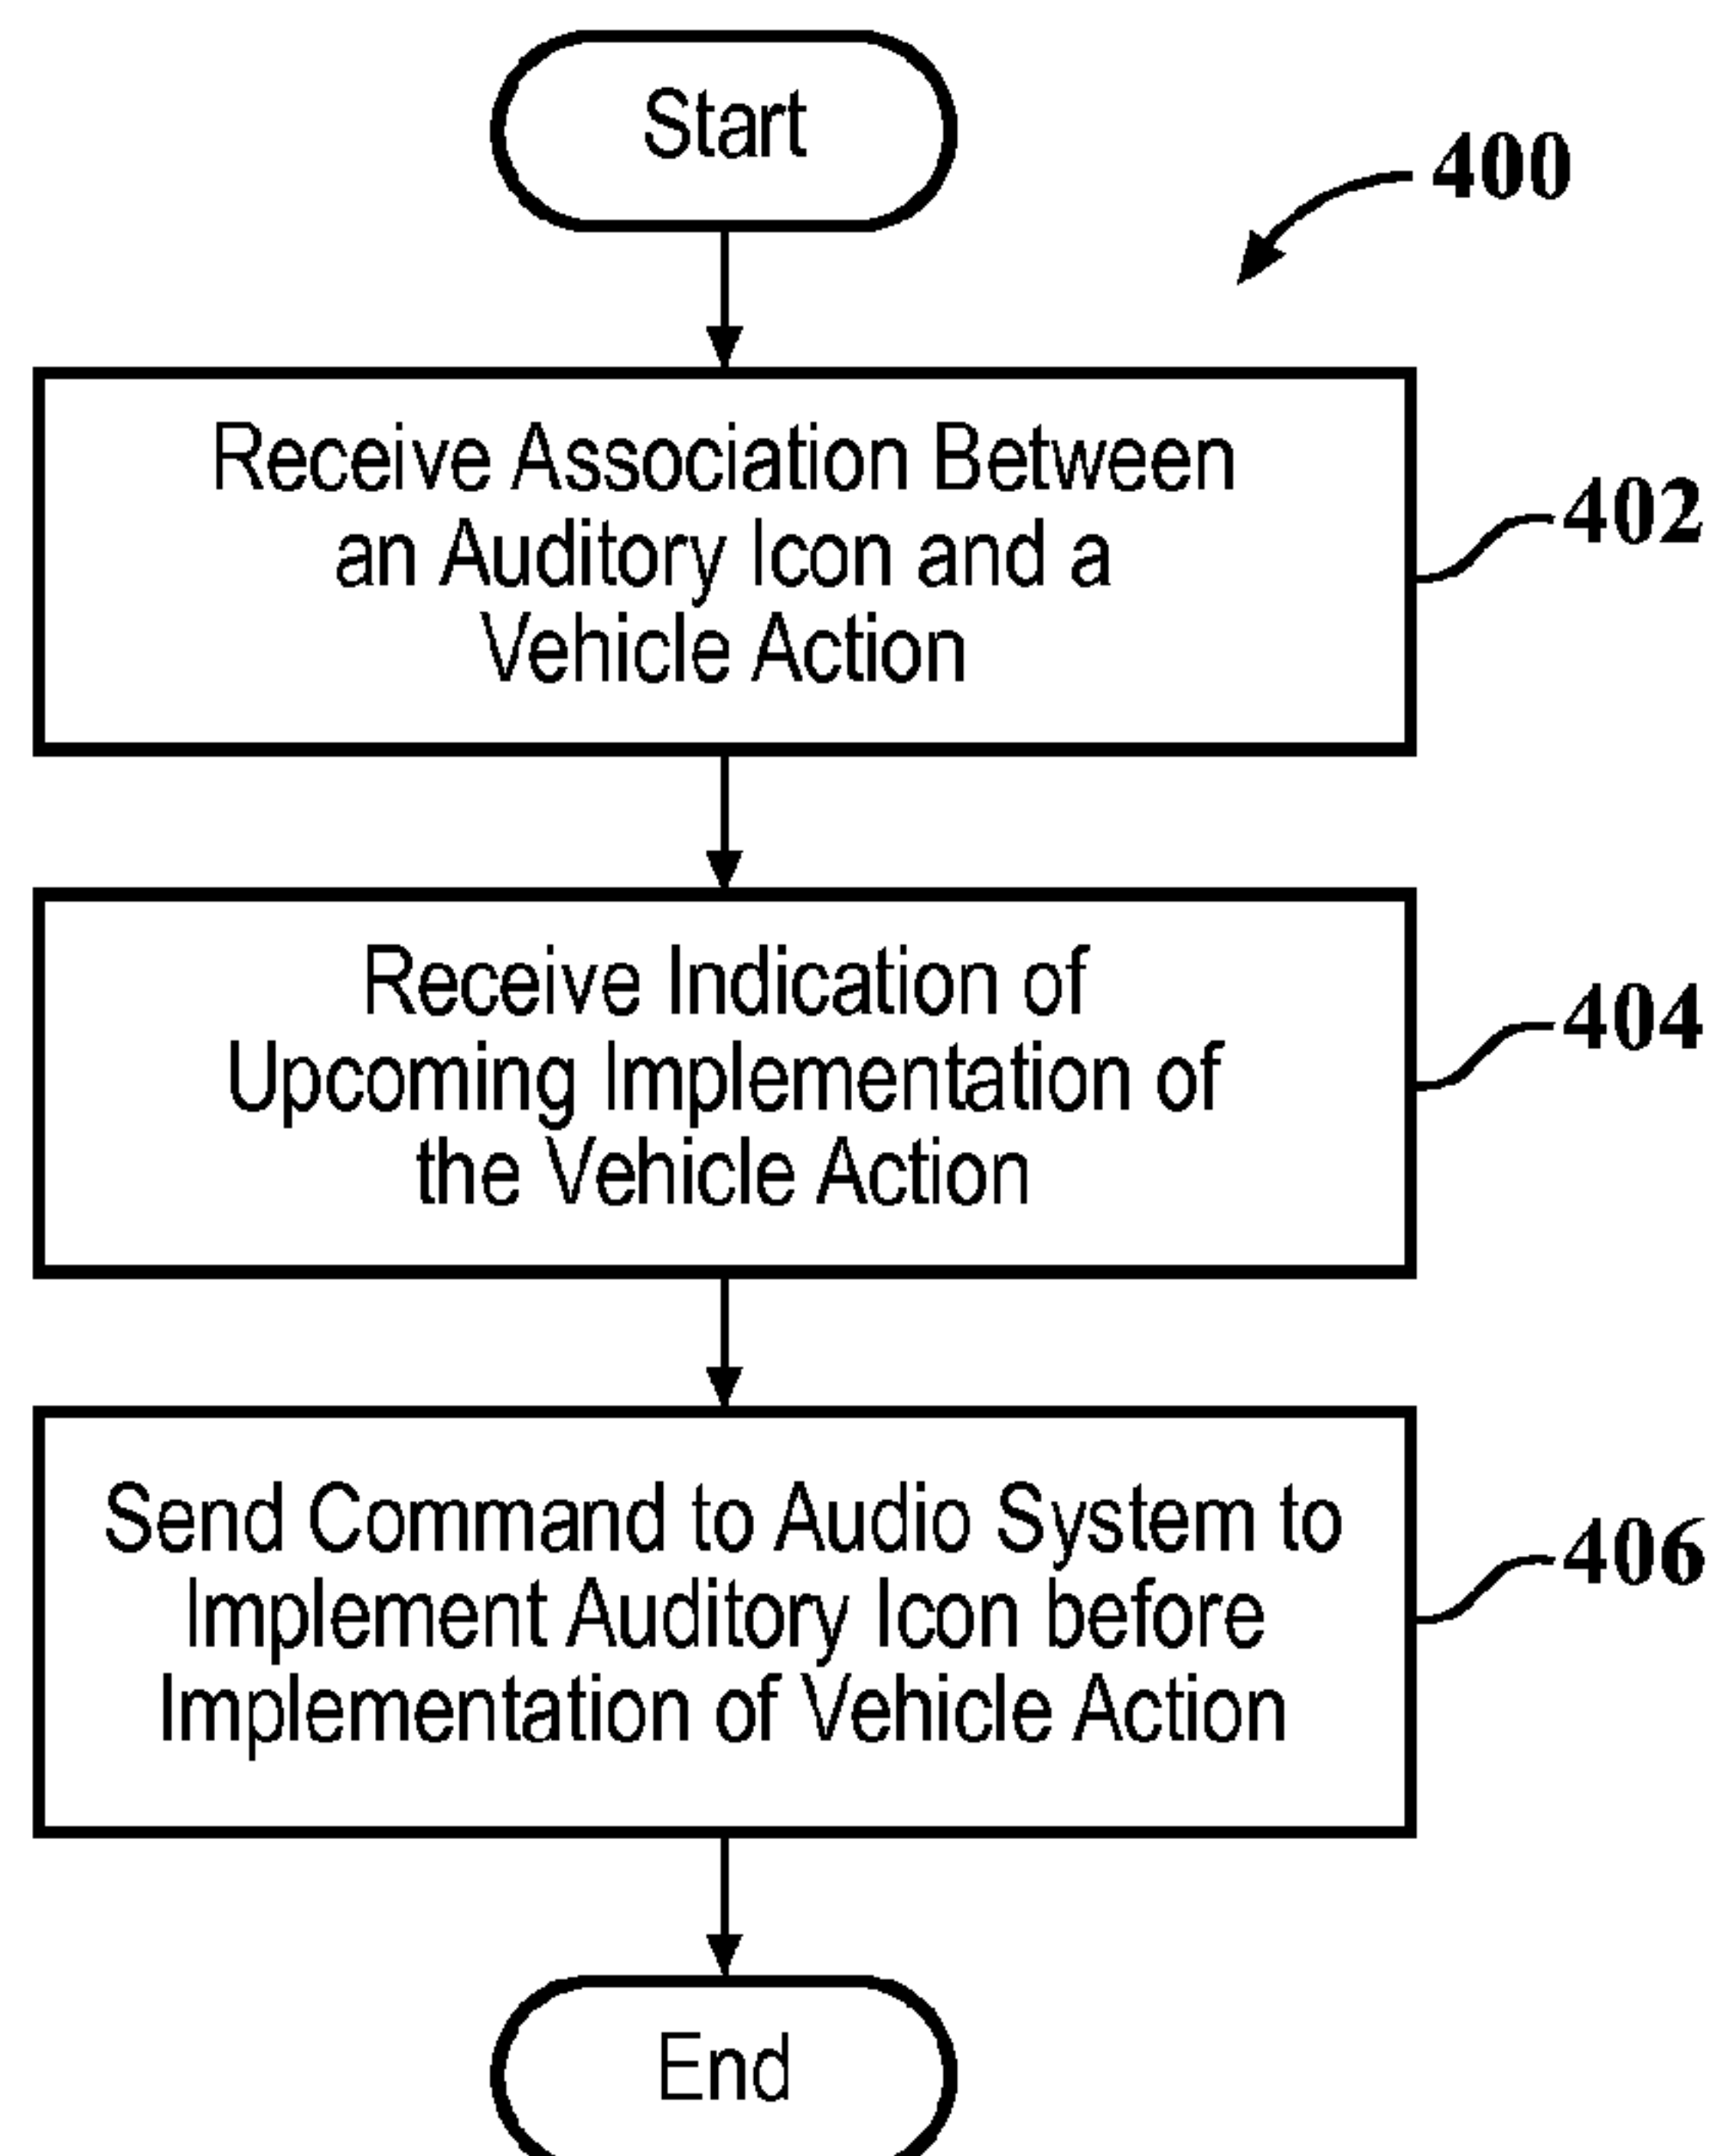 Start
400
Receive Association Between
an Auditory Icon and a
Vehicle Action
402
Receive Indication of
Upcoming Implementation of
the Vehicle Action
404
Send Command to Audio System to
Implement Auditory Icon before
Implementation of Vehicle Action
406
End